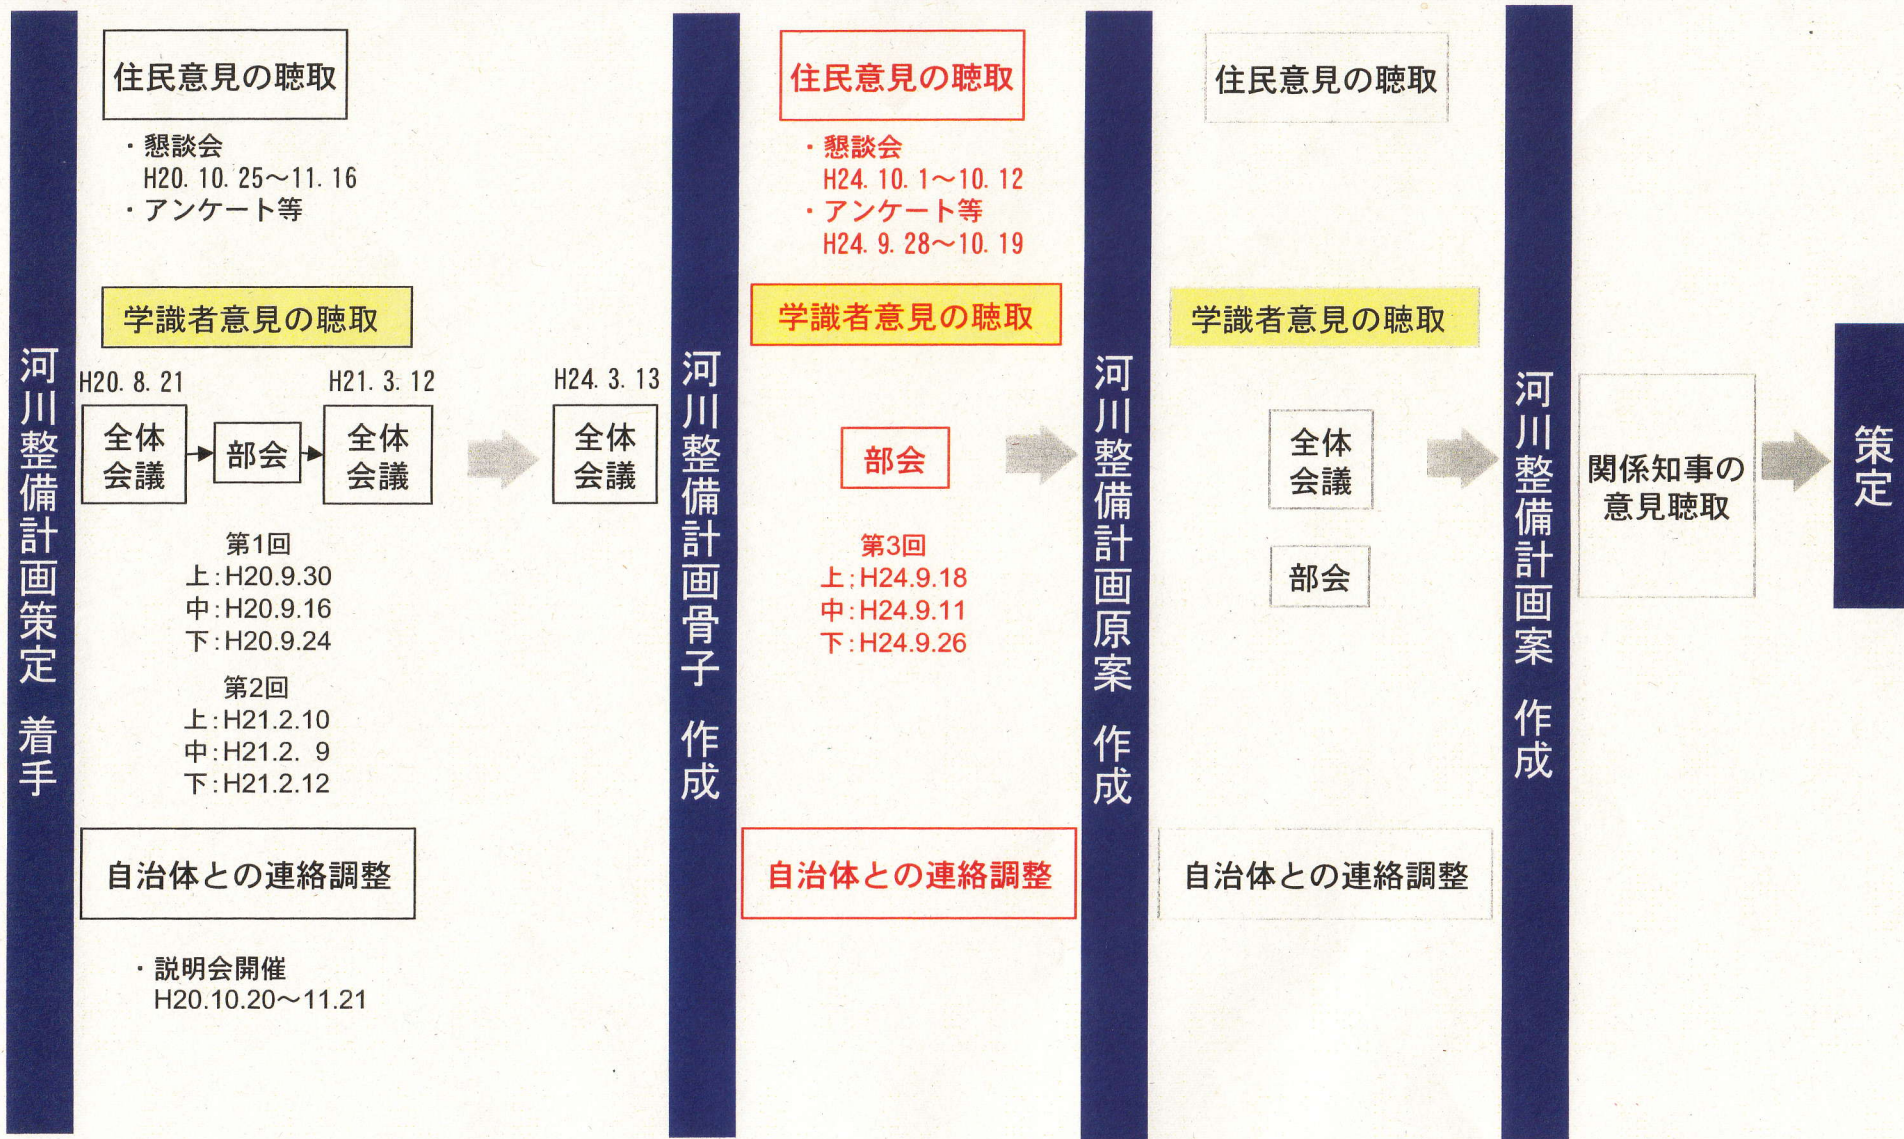 河川整備計画策定 着手
住民意見の聴取
・懇談会
H20.10.25～11.16
・アンケート等
学識者意見の聴取
H20.8.21
H21.3.12
H24.3.13
全体
会議
部会
全体
会議
全体
会議
第1回
上:H20.9.30
中:H20.9.16
下:H20.9.24
第2回
上:H21.2.10
中:H21.2. 9
下:H21.2.12
自治体との連絡調整
・説明会開催
H20.10.20～11.21
河川整備計画骨子 作成
住民意見の聴取
・懇談会
H24.10.1～10.12
・アンケート等
H24.9.28～10.19
学識者意見の聴取
部会
第3回
上:H24.9.18
中:H24.9.11
下:H24.9.26
自治体との連絡調整
河川整備計画原案 作成
住民意見の聴取
学識者意見の聴取
全体
会議
部会
自治体との連絡調整
河川整備計画案 作成
関係知事の
意見聴取
策定